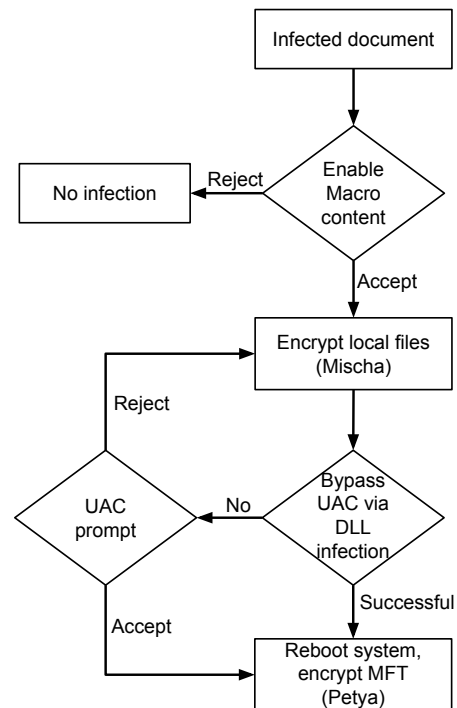 Infected document
Enable
Macro
content
Reject
No infection
Accept
Encrypt local files
(Mischa)
Reject
Bypass
UAC via
DLL
infection
No
UAC
prompt
Successful
Accept
Reboot system,
encrypt MFT
(Petya)